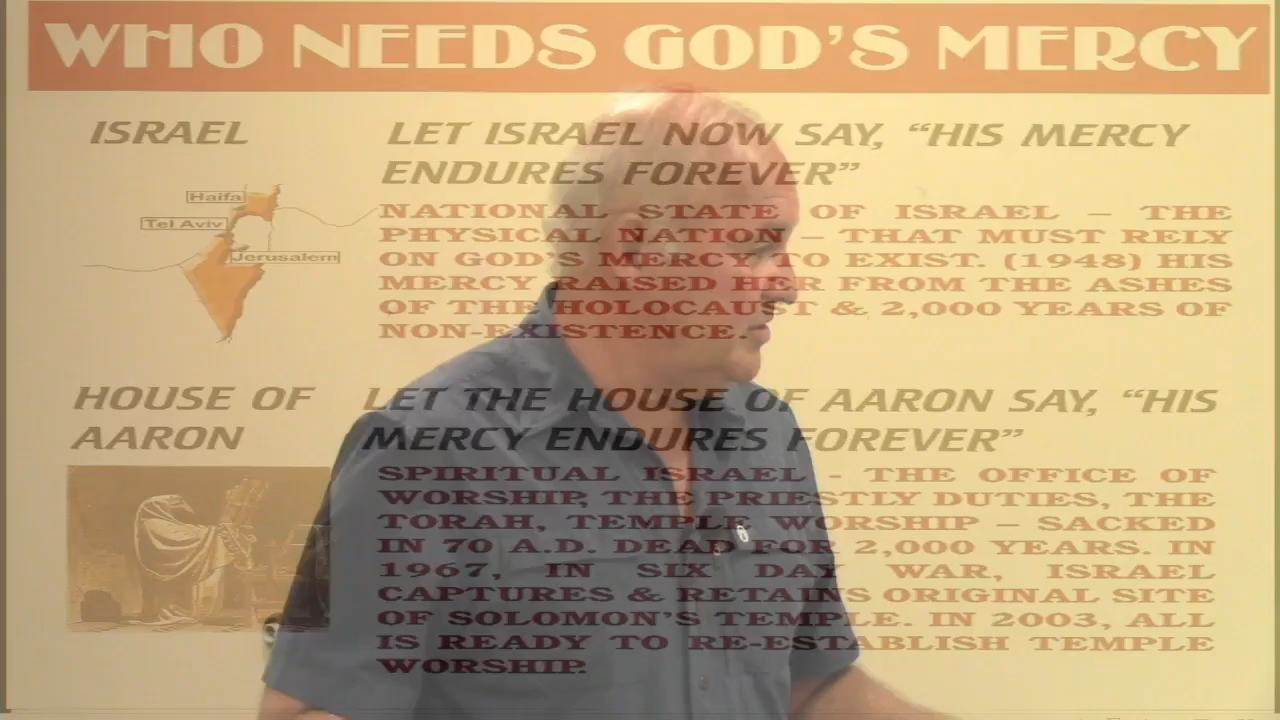 WHO NEEDS GOD'S MERCY
ISRAEL
LET ISRAEL NOW SAY, “HIS MERCY
ENDURES FOREVER”
Haifa
Tel Aviv
Jerusalem
NATIONAL STATE OF ISRAEL – THE
PHYSICAL NATION – THAT MUST RELY
ON GOD'S MERCY TO EXIST. (1948) HIS
MERCY RAISED HER FROM THE ASHES
OF THE HOLOCAUST & 2,000 YEARS OF
NON-EXISTENCE.
HOUSE OF
AARON
LET THE HOUSE OF AARON SAY, “HIS
MERCY ENDURES FOREVER”
SPIRITUAL ISRAEL - THE OFFICE OF
WORSHIP, THE PRIESTLY DUTIES, THE
TORAH, TEMPLE WORSHIP – SACKED
IN 70 A.D. DEAD FOR 2,000 YEARS. IN
1967, IN SIX DAY WAR, ISRAEL
CAPTURES & RETAINS ORIGINAL SITE
OF SOLOMON'S TEMPLE. IN 2003, ALL
IS READY TO RE-ESTABLISH TEMPLE
WORSHIP.